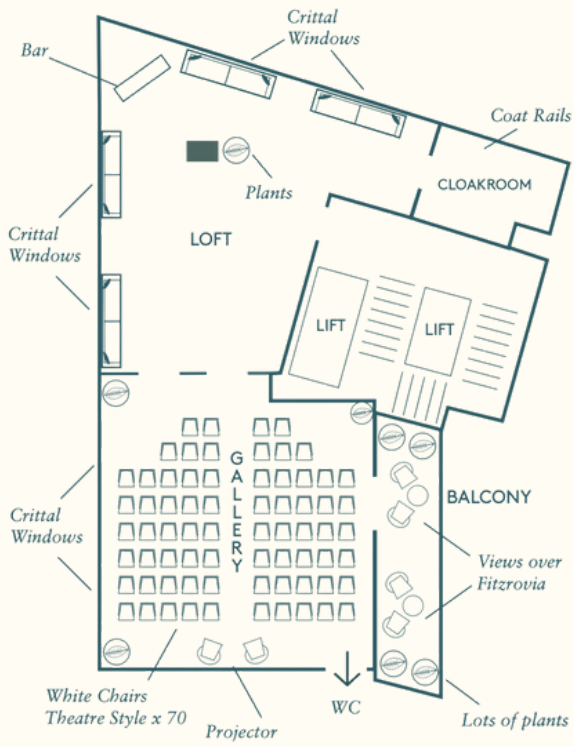 Crittal
Windows
Bar
Coat Rails
CLOAKROOM
Plants
LOFT
Crittal
Windows
LIFT
LIFT
GALLERY
BALCONY
Crittal
Windows
Views over
Fitzrovia
White Chairs
Theatre Style x 70
Projector
WC
Lots of plants